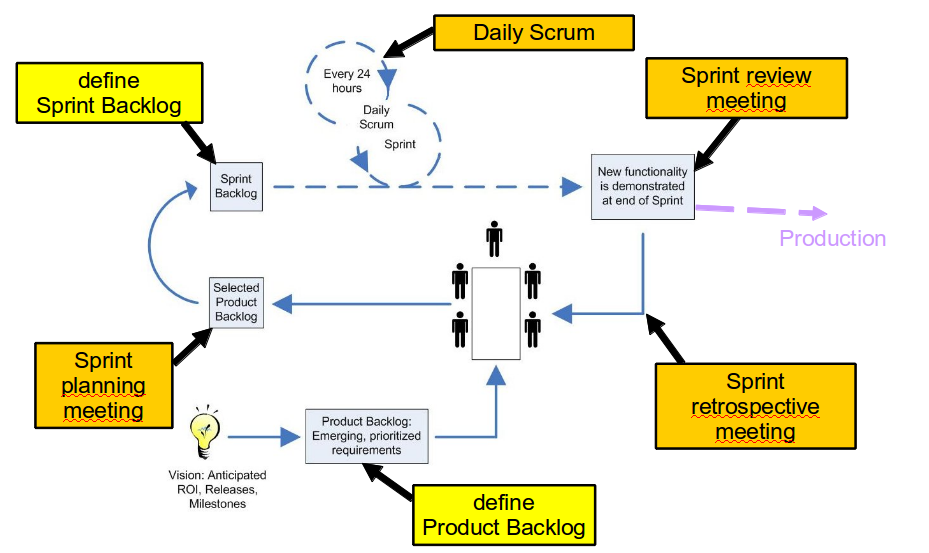 Daily Scrum
define
Sprint Backlog
Sprint review
meeting
Every 24
hours
Daily
Scrum
Sprint
Sprint
Backlog
New functionality
is demonstrated
at end of Sprint
Production
Selected
Product
Backlog
Sprint
planning
meeting
Sprint
retrospective
meeting
Product Backlog:
Emerging, prioritized
requirements
Vision: Anticipated
ROI, Releases,
Milestones
define
Product Backlog